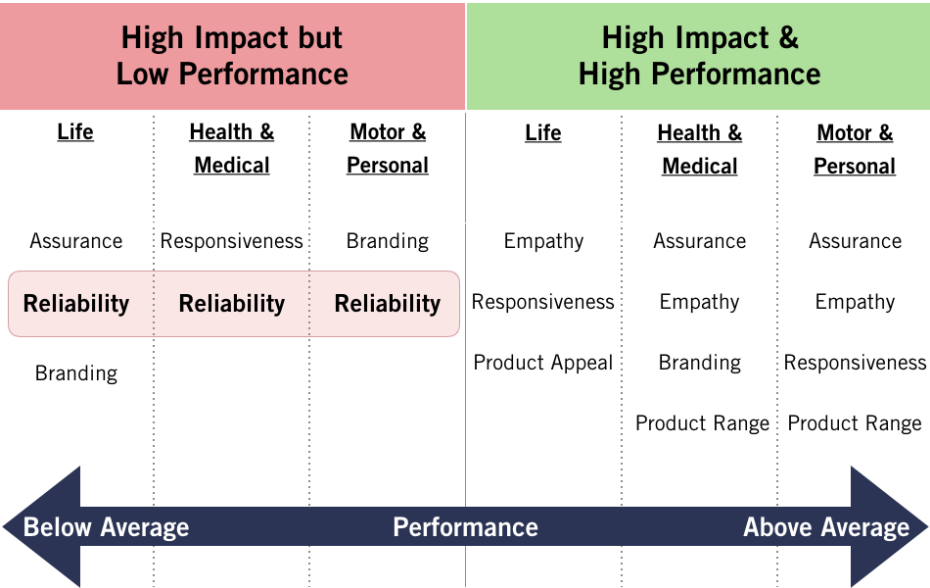 High Impact but
Low Performance
High Impact &
High Performance
Life
Health &
Medical
Motor &
Personal
Life
Health &
Medical
Motor &
Personal
Assurance
Responsiveness
Branding
Empathy
Assurance
Assurance
Reliability
Reliability
Reliability
Responsiveness
Empathy
Empathy
Branding
Product Appeal
Branding
Responsiveness
Product Range
Product Range
Below Average
Performance
Above Average